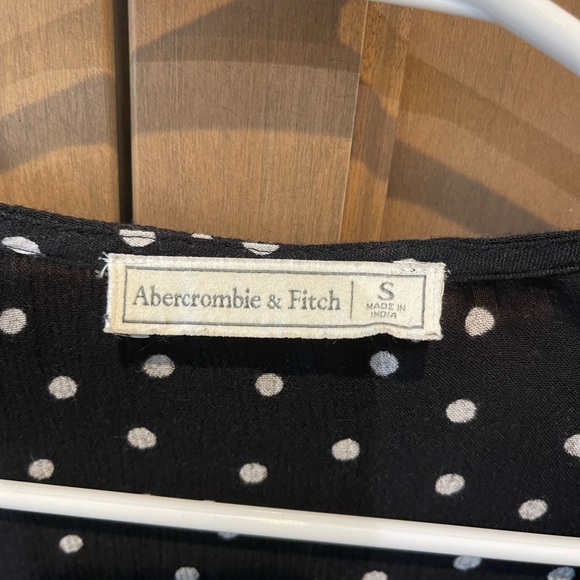 Abercrombie & Fitch
S
MADE IN
INDIA